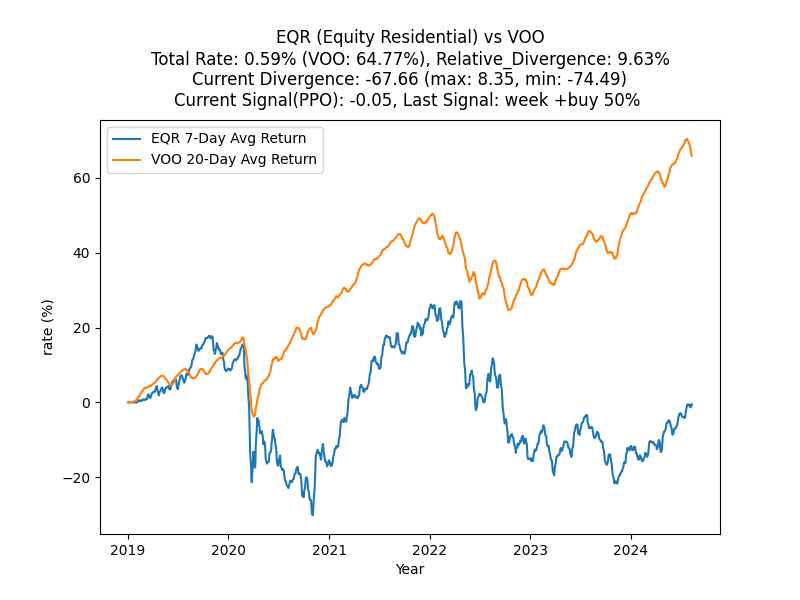 EQR (Equity Residential) vs VOO
Total Rate: 0.59% (VOO: 64.77%), Relative_Divergence: 9.63%
Current Divergence: -67.66 (max: 8.35, min: -74.49)
Current Signal(PPO): -0.05, Last Signal: week +buy 50%
EQR 7-Day Avg Return
VOO 20-Day Avg Return
rate (%)
60
40
20
0
−20
2019 2020 2021 2022 2023 2024
Year